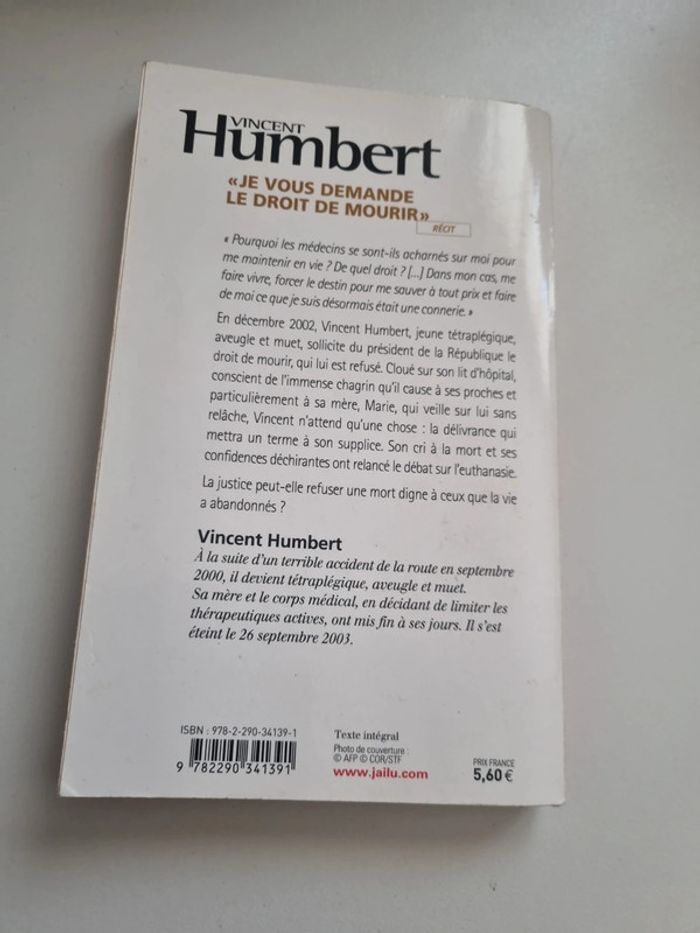 VINCENT
Humbert
«JE VOUS DEMANDE
LE DROIT DE MOURIR»
RÉCIT
« Pourquoi les médecins se sont-ils acharnés sur moi pour
me maintenir en vie ? De quel droit ? [...] Dans mon cas, me
faire vivre, forcer le destin pour me sauver à tout prix et faire
de moi ce que je suis désormais était une connerie. »
En décembre 2002, Vincent Humbert, jeune tétraplégique,
aveugle et muet, sollicite du président de la République le
droit de mourir, qui lui est refusé. Cloué sur son lit d'hôpital,
conscient de l'immense chagrin qu'il cause à ses proches et
particulièrement à sa mère, Marie, qui veille sur lui sans
relâche, Vincent n'attend qu'une chose : la délivrance qui
mettra un terme à son supplice. Son cri à la mort et ses
confidences déchirantes ont relancé le débat sur l'euthanasie.
La justice peut-elle refuser une mort digne à ceux que la vie
a abandonnés ?
Vincent Humbert
À la suite d'un terrible accident de la route en septembre
2000, il devient tétraplégique, aveugle et muet.
Sa mère et le corps médical, en décidant de limiter les
thérapeutiques actives, ont mis fin à ses jours. Il s'est
éteint le 26 septembre 2003.
ISBN : 978-2-290-34139-1
9 782290 341391
Texte intégral
Photo de couverture :
© AFP © COR/STF
www.jailu.com
PRIX FRANCE
5,60 €